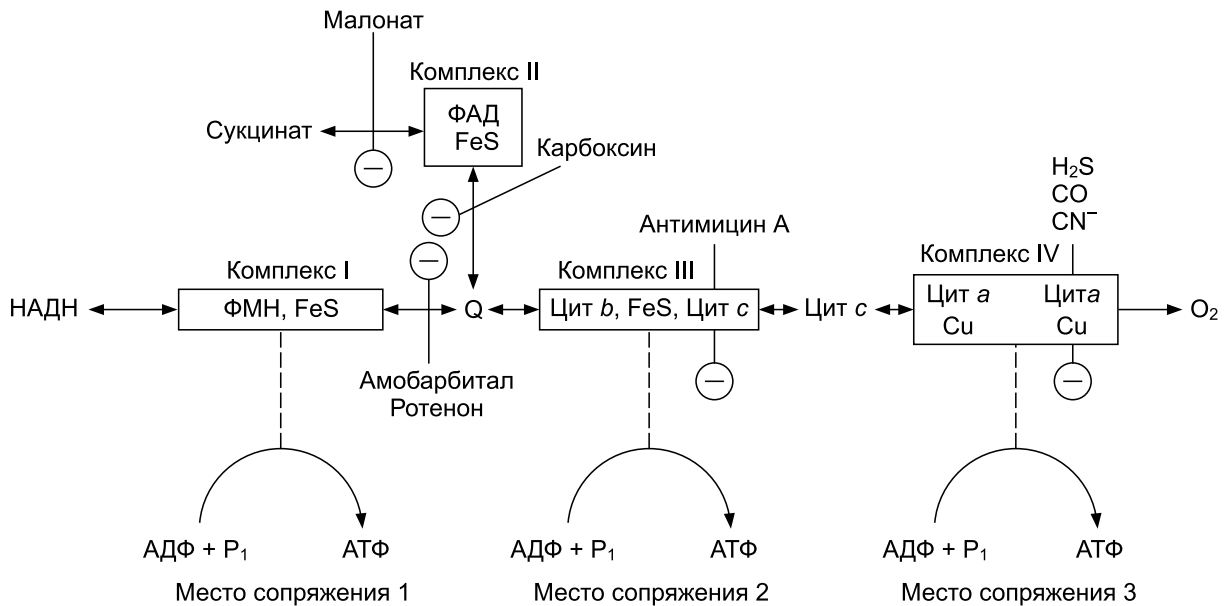 Малонат
Комплекс II
ФАД
FeS
Сукцинат
Карбоксин
H₂S
CO
CN⁻
Антимицин А
Комплекс I
Комплекс III
Комплекс IV
НАДН
ФМН, FeS
Q
Цит b, FeS, Цит c
Цит c
Цит a
Cu
Цитa
Cu
O₂
Амобарбитал
Ротенон
АДФ + P₁
АТФ
АДФ + P₁
АТФ
АДФ + P₁
АТФ
Место сопряжения 1
Место сопряжения 2
Место сопряжения 3